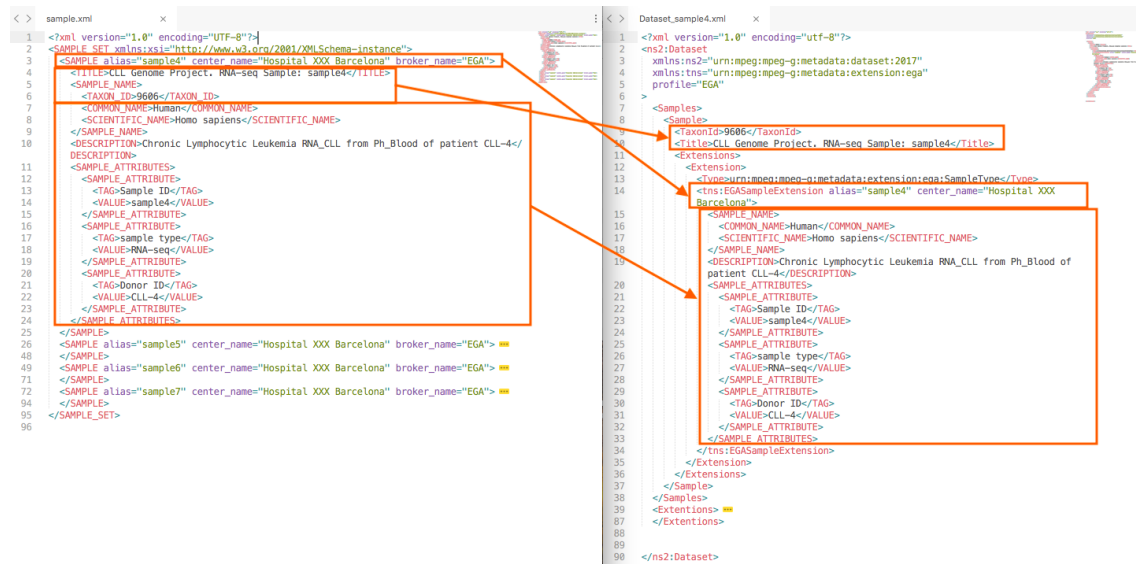 sample.xml ×
1 <?xml version="1.0" encoding="UTF-8"?>
2 <SAMPLE_SET xmlns:xsi="http://www.w3.org/2001/XMLSchema-instance">
3 <SAMPLE alias="sample4" center_name="Hospital XXX Barcelona" broker_name="EGA">
4 <TITLE>CLL Genome Project. RNA-seq Sample: sample4</TITLE>
5 <SAMPLE_NAME>
6 <TAXON_ID>9606</TAXON_ID>
7 <COMMON_NAME>Human</COMMON_NAME>
8 <SCIENTIFIC_NAME>Homo sapiens</SCIENTIFIC_NAME>
9 </SAMPLE_NAME>
10 <DESCRIPTION>Chronic Lymphocytic Leukemia RNA_CLL from Ph_Blood of patient CLL-4</
DESCRIPTION>
11 <SAMPLE_ATTRIBUTES>
12 <SAMPLE_ATTRIBUTE>
13 <TAG>Sample ID</TAG>
14 <VALUE>sample4</VALUE>
15 </SAMPLE_ATTRIBUTE>
16 <SAMPLE_ATTRIBUTE>
17 <TAG>sample type</TAG>
18 <VALUE>RNA-seq</VALUE>
19 </SAMPLE_ATTRIBUTE>
20 <SAMPLE_ATTRIBUTE>
21 <TAG>Donor ID</TAG>
22 <VALUE>CLL-4</VALUE>
23 </SAMPLE_ATTRIBUTE>
24 </SAMPLE_ATTRIBUTES>
25 </SAMPLE>
26 <SAMPLE alias="sample5" center_name="Hospital XXX Barcelona" broker_name="EGA">
48 </SAMPLE>
49 <SAMPLE alias="sample6" center_name="Hospital XXX Barcelona" broker_name="EGA">
71 </SAMPLE>
72 <SAMPLE alias="sample7" center_name="Hospital XXX Barcelona" broker_name="EGA">
94 </SAMPLE>
95 </SAMPLE_SET>
96
Dataset_sample4.xml ×
1 <?xml version="1.0" encoding="utf-8"?>
2 <ns2:Dataset
3 xmlns:ns2="urn:mpeg:mpeg-g:metadata:dataset:2017"
4 xmlns:tns="urn:mpeg:mpeg-g:metadata:extension:ega"
5 profile="EGA"
6 >
7 <Samples>
8 <Sample>
9 <TaxonId>9606</TaxonId>
10 <Title>CLL Genome Project. RNA-seq Sample: sample4</Title>
11 <Extensions>
12 <Extension>
13 <Type>urn:mpeg:mpeg-g:metadata:extension:ega:SampleType</Type>
14 <tns:EGASampleExtension alias="sample4" center_name="Hospital XXX
Barcelona">
15 <SAMPLE_NAME>
16 <COMMON_NAME>Human</COMMON_NAME>
17 <SCIENTIFIC_NAME>Homo sapiens</SCIENTIFIC_NAME>
18 </SAMPLE_NAME>
19 <DESCRIPTION>Chronic Lymphocytic Leukemia RNA_CLL from Ph_Blood of
patient CLL-4</DESCRIPTION>
20 <SAMPLE_ATTRIBUTES>
21 <SAMPLE_ATTRIBUTE>
22 <TAG>Sample ID</TAG>
23 <VALUE>sample4</VALUE>
24 </SAMPLE_ATTRIBUTE>
25 <SAMPLE_ATTRIBUTE>
26 <TAG>sample type</TAG>
27 <VALUE>RNA-seq</VALUE>
28 </SAMPLE_ATTRIBUTE>
29 <SAMPLE_ATTRIBUTE>
30 <TAG>Donor ID</TAG>
31 <VALUE>CLL-4</VALUE>
32 </SAMPLE_ATTRIBUTE>
33 </SAMPLE_ATTRIBUTES>
34 </tns:EGASampleExtension>
35 </Extension>
36 </Extensions>
37 </Sample>
38 </Samples>
39 <Extentions>
87 </Extentions>
88
89
90 </ns2:Dataset>